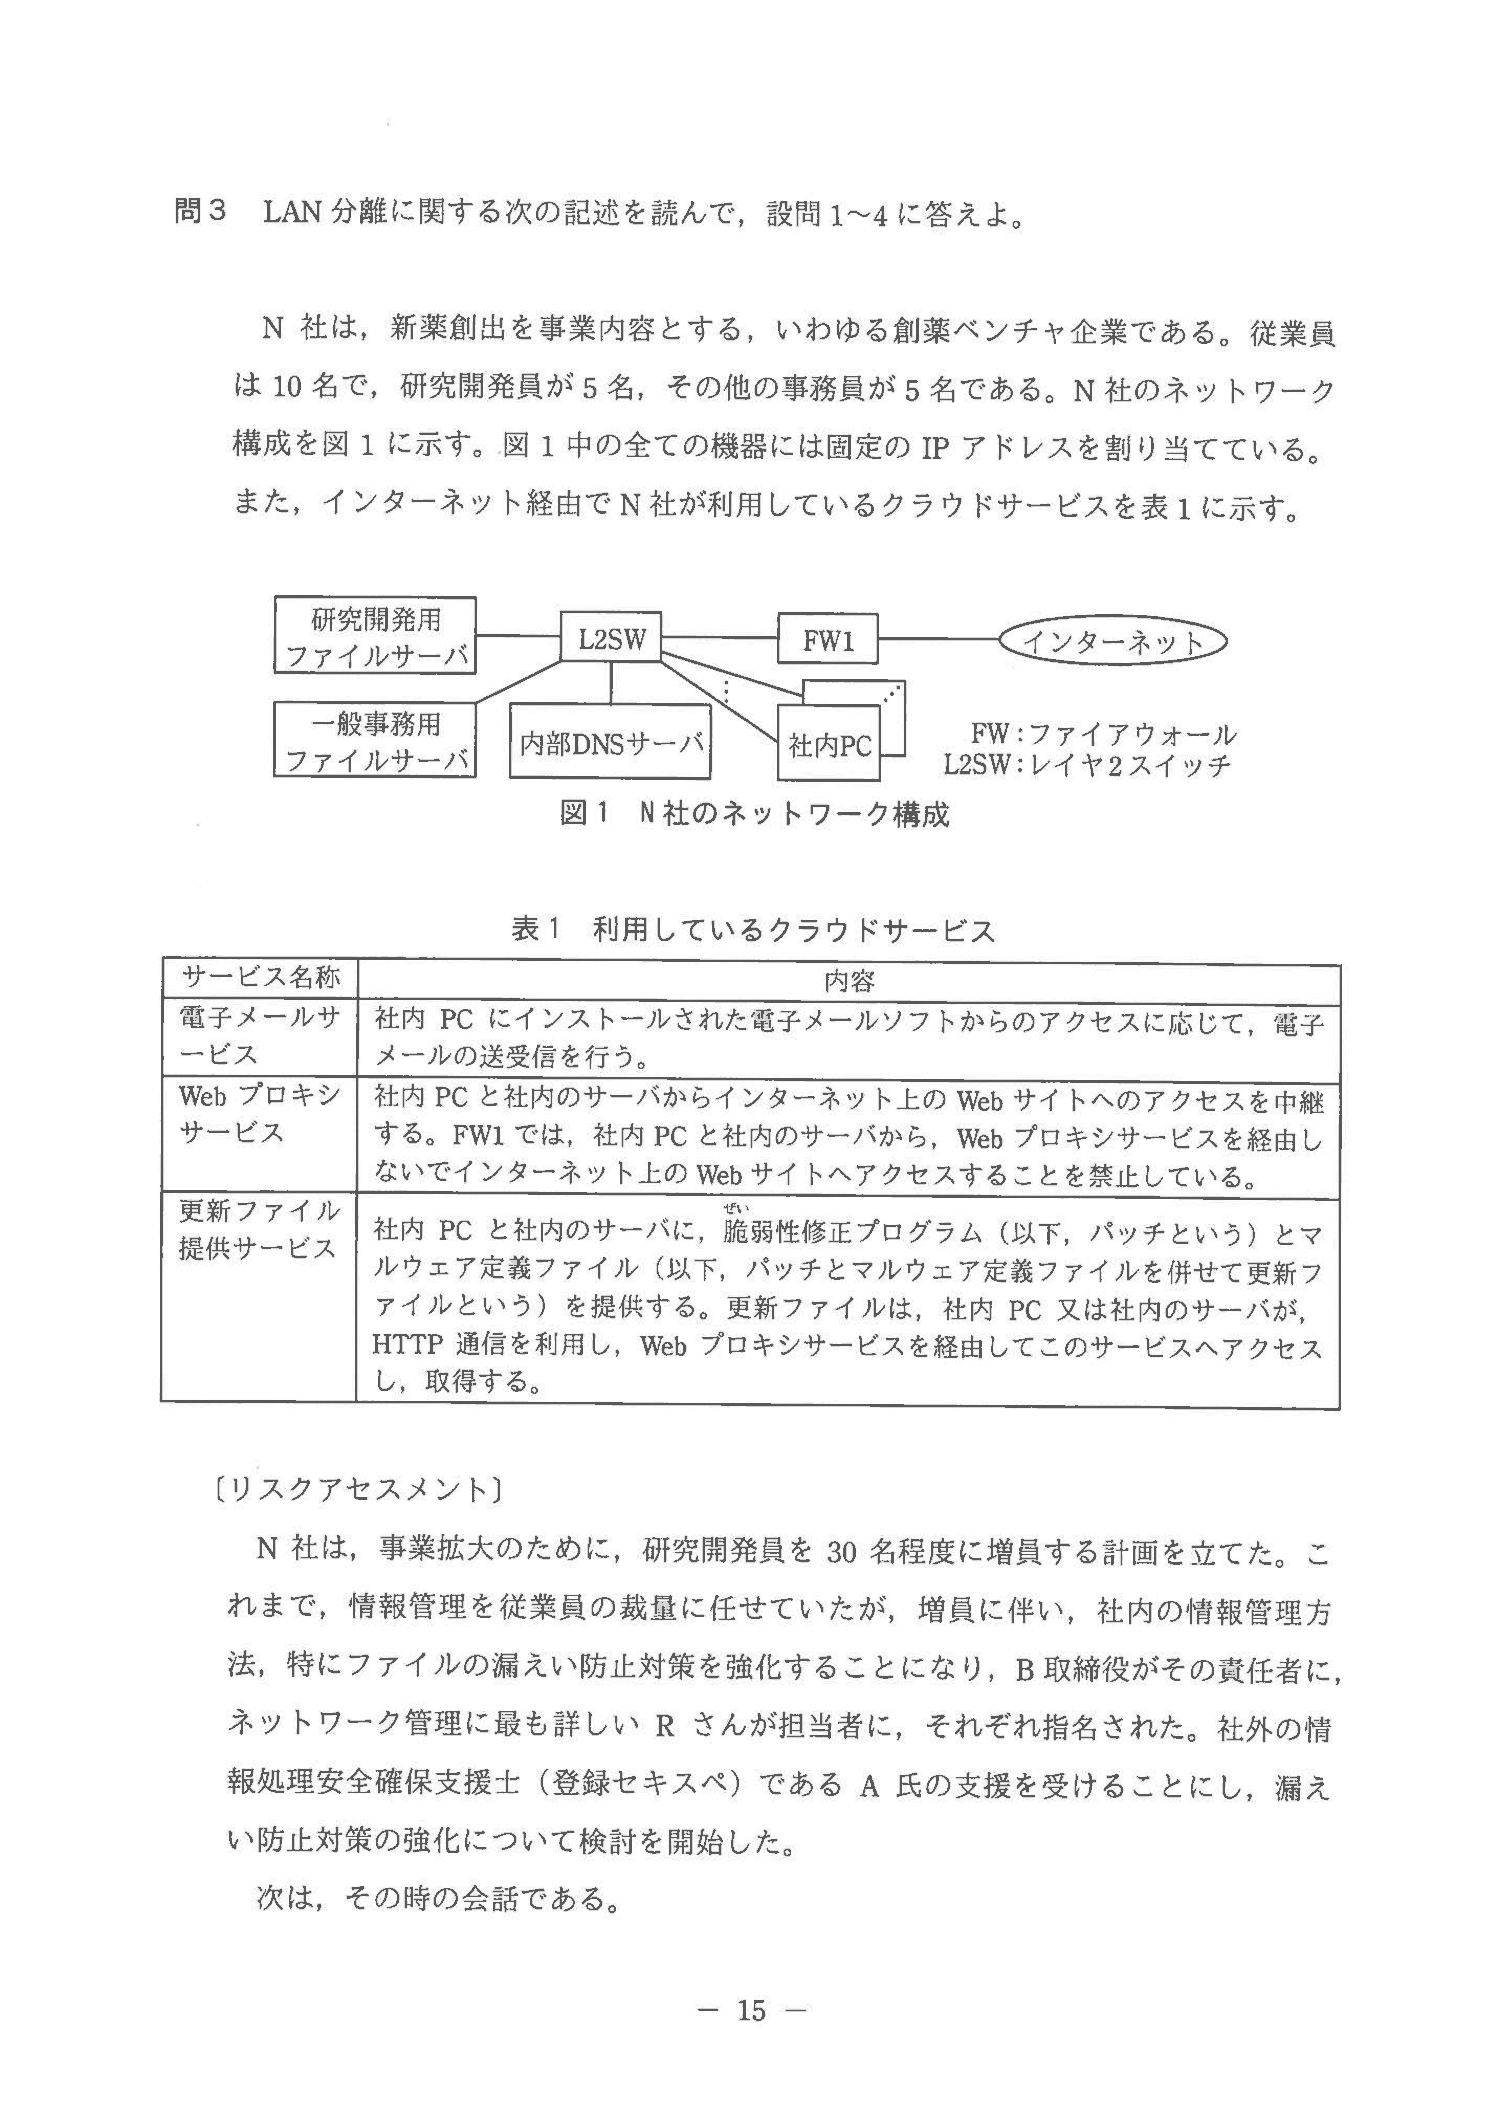 問3　LAN 分離に関する次の記述を読んで，設問 1～4 に答えよ。
N 社は，新薬創出を事業内容とする，いわゆる創薬ベンチャ企業である。従業員
は 10 名で，研究開発員が 5 名，その他の事務員が 5 名である。N 社のネットワーク
構成を図 1 に示す。図 1 中の全ての機器には固定の IP アドレスを割り当てている。
また，インターネット経由で N 社が利用しているクラウドサービスを表 1 に示す。
研究開発用
ファイルサーバ
L2SW
FW1
インターネット
一般事務用
ファイルサーバ
内部DNSサーバ
社内PC
FW：ファイアウォール
L2SW：レイヤ2スイッチ
図1　N 社のネットワーク構成
表1　利用しているクラウドサービス
サービス名称　内容
電子メールサ
ービス
社内 PC にインストールされた電子メールソフトからのアクセスに応じて，電子
メールの送受信を行う。
Web プロキシ
サービス
社内 PC と社内のサーバからインターネット上の Web サイトへのアクセスを中継
する。FW1 では，社内 PC と社内のサーバから，Web プロキシサービスを経由し
ないでインターネット上の Web サイトへアクセスすることを禁止している。
更新ファイル
提供サービス
ぜい
社内 PC と社内のサーバに，脆弱性修正プログラム（以下，パッチという）とマ
ルウェア定義ファイル（以下，パッチとマルウェア定義ファイルを併せて更新フ
ァイルという）を提供する。更新ファイルは，社内 PC 又は社内のサーバが，
HTTP 通信を利用し，Web プロキシサービスを経由してこのサービスへアクセス
し，取得する。
〔リスクアセスメント〕
N 社は，事業拡大のために，研究開発員を 30 名程度に増員する計画を立てた。こ
れまで，情報管理を従業員の裁量に任せていたが，増員に伴い，社内の情報管理方
法，特にファイルの漏えい防止対策を強化することになり，B 取締役がその責任者に，
ネットワーク管理に最も詳しい R さんが担当者に，それぞれ指名された。社外の情
報処理安全確保支援士（登録セキスペ）である A 氏の支援を受けることにし，漏え
い防止対策の強化について検討を開始した。
次は，その時の会話である。
－ 15 －